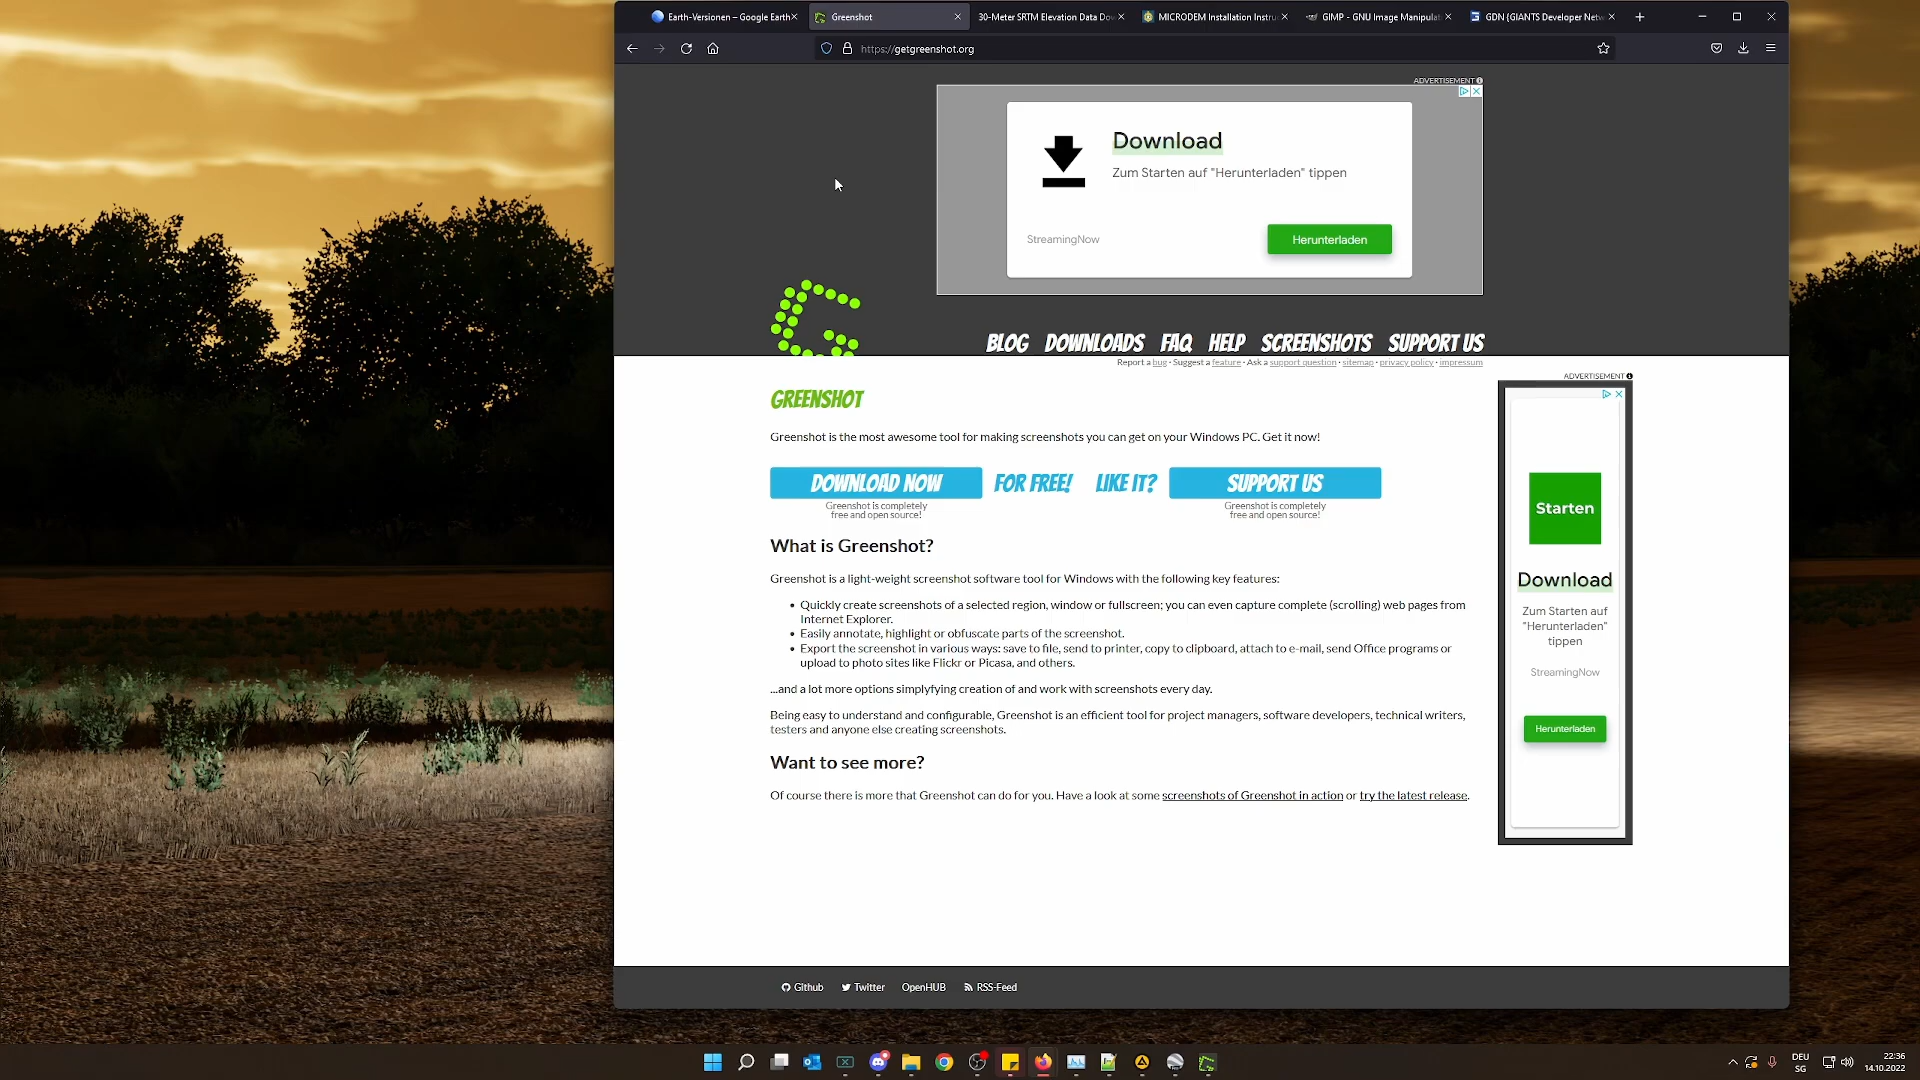 Earth-Versionen – Google Earth
Greenshot
30-Meter SRTM Elevation Data Do
MICRODEM Installation Instru
GIMP - GNU Image Manipulat
GDN (GIANTS Developer Netw
https://getgreenshot.org
ADVERTISEMENT
Download
Zum Starten auf "Herunterladen" tippen
StreamingNow
Herunterladen
BLOG DOWNLOADS FAQ HELP SCREENSHOTS SUPPORT US
Report a bug · Suggest a feature · Ask a support question · sitemap · privacy policy · impressum
GREENSHOT
Greenshot is the most awesome tool for making screenshots you can get on your Windows PC. Get it now!
DOWNLOAD NOW FOR FREE! LIKE IT? SUPPORT US
Greenshot is completely
free and open source!
Greenshot is completely
free and open source!
What is Greenshot?
Greenshot is a light-weight screenshot software tool for Windows with the following key features:
• Quickly create screenshots of a selected region, window or fullscreen; you can even capture complete (scrolling) web pages from
Internet Explorer.
• Easily annotate, highlight or obfuscate parts of the screenshot.
• Export the screenshot in various ways: save to file, send to printer, copy to clipboard, attach to e-mail, send Office programs or
upload to photo sites like Flickr or Picasa, and others.
...and a lot more options simplyfying creation of and work with screenshots every day.
Being easy to understand and configurable, Greenshot is an efficient tool for project managers, software developers, technical writers,
testers and anyone else creating screenshots.
Want to see more?
Of course there is more that Greenshot can do for you. Have a look at some screenshots of Greenshot in action or try the latest release.
ADVERTISEMENT
Starten
Download
Zum Starten auf
"Herunterladen"
tippen
StreamingNow
Herunterladen
Github Twitter OpenHUB RSS-Feed
DEU
SG
22:36
14.10.2022